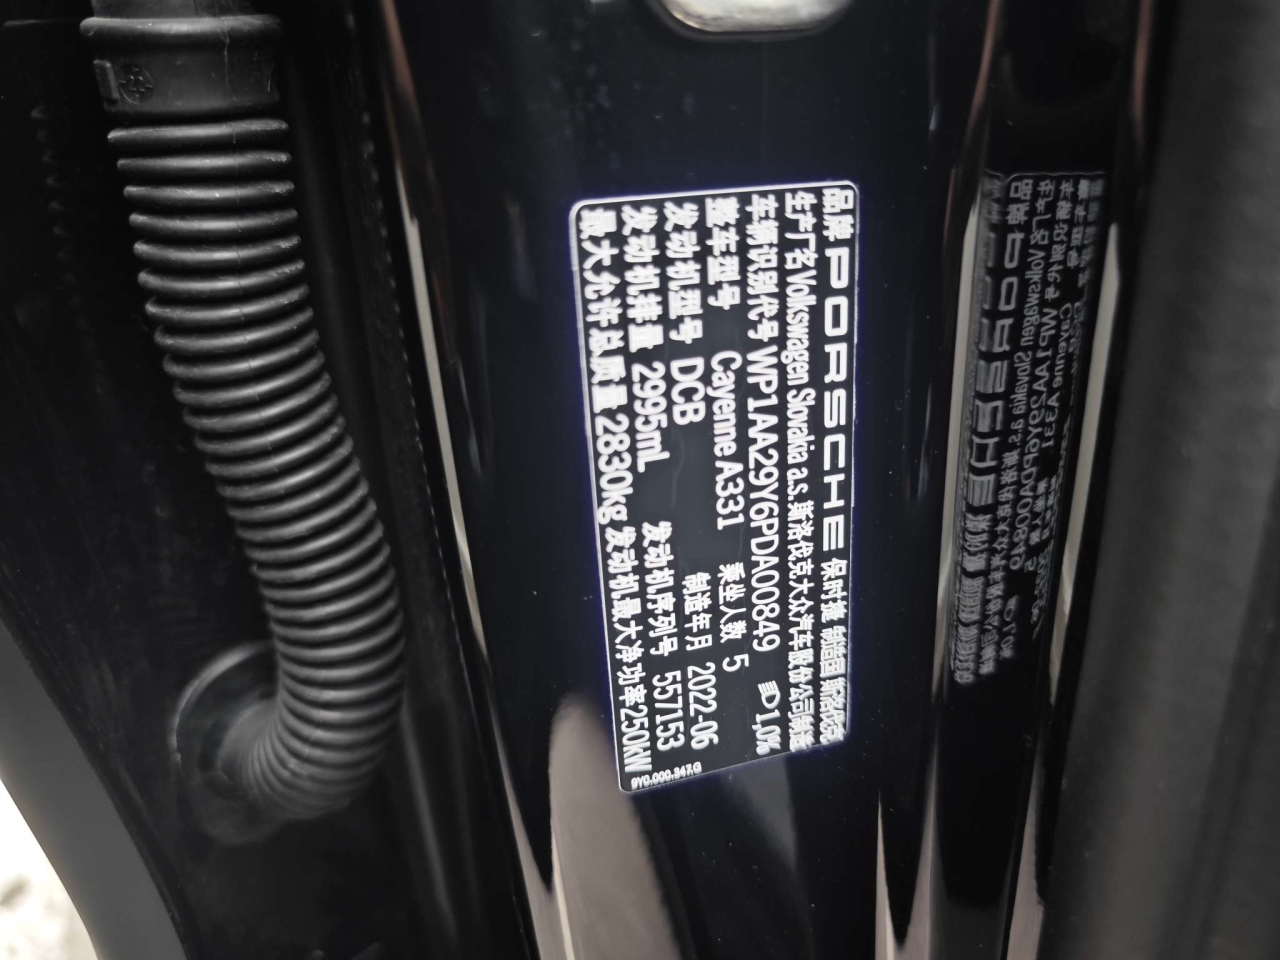 品牌 PORSCHE 保时捷 制造国 斯洛伐克
生产厂名 Volkswagen Slovakia a.s.斯洛伐克大众汽车股份公司制造
车辆识别代号 WP1AA29Y6PDA00849 1,0%
整车型号 Cayenne A331 乘坐人数 5
发动机型号 DCB 制造年月 2022-06
发动机排量 2995mL 发动机序列号 557153
最大允许总质量 2830kg 发动机最大净功率250kW
9Y0.000.347.G